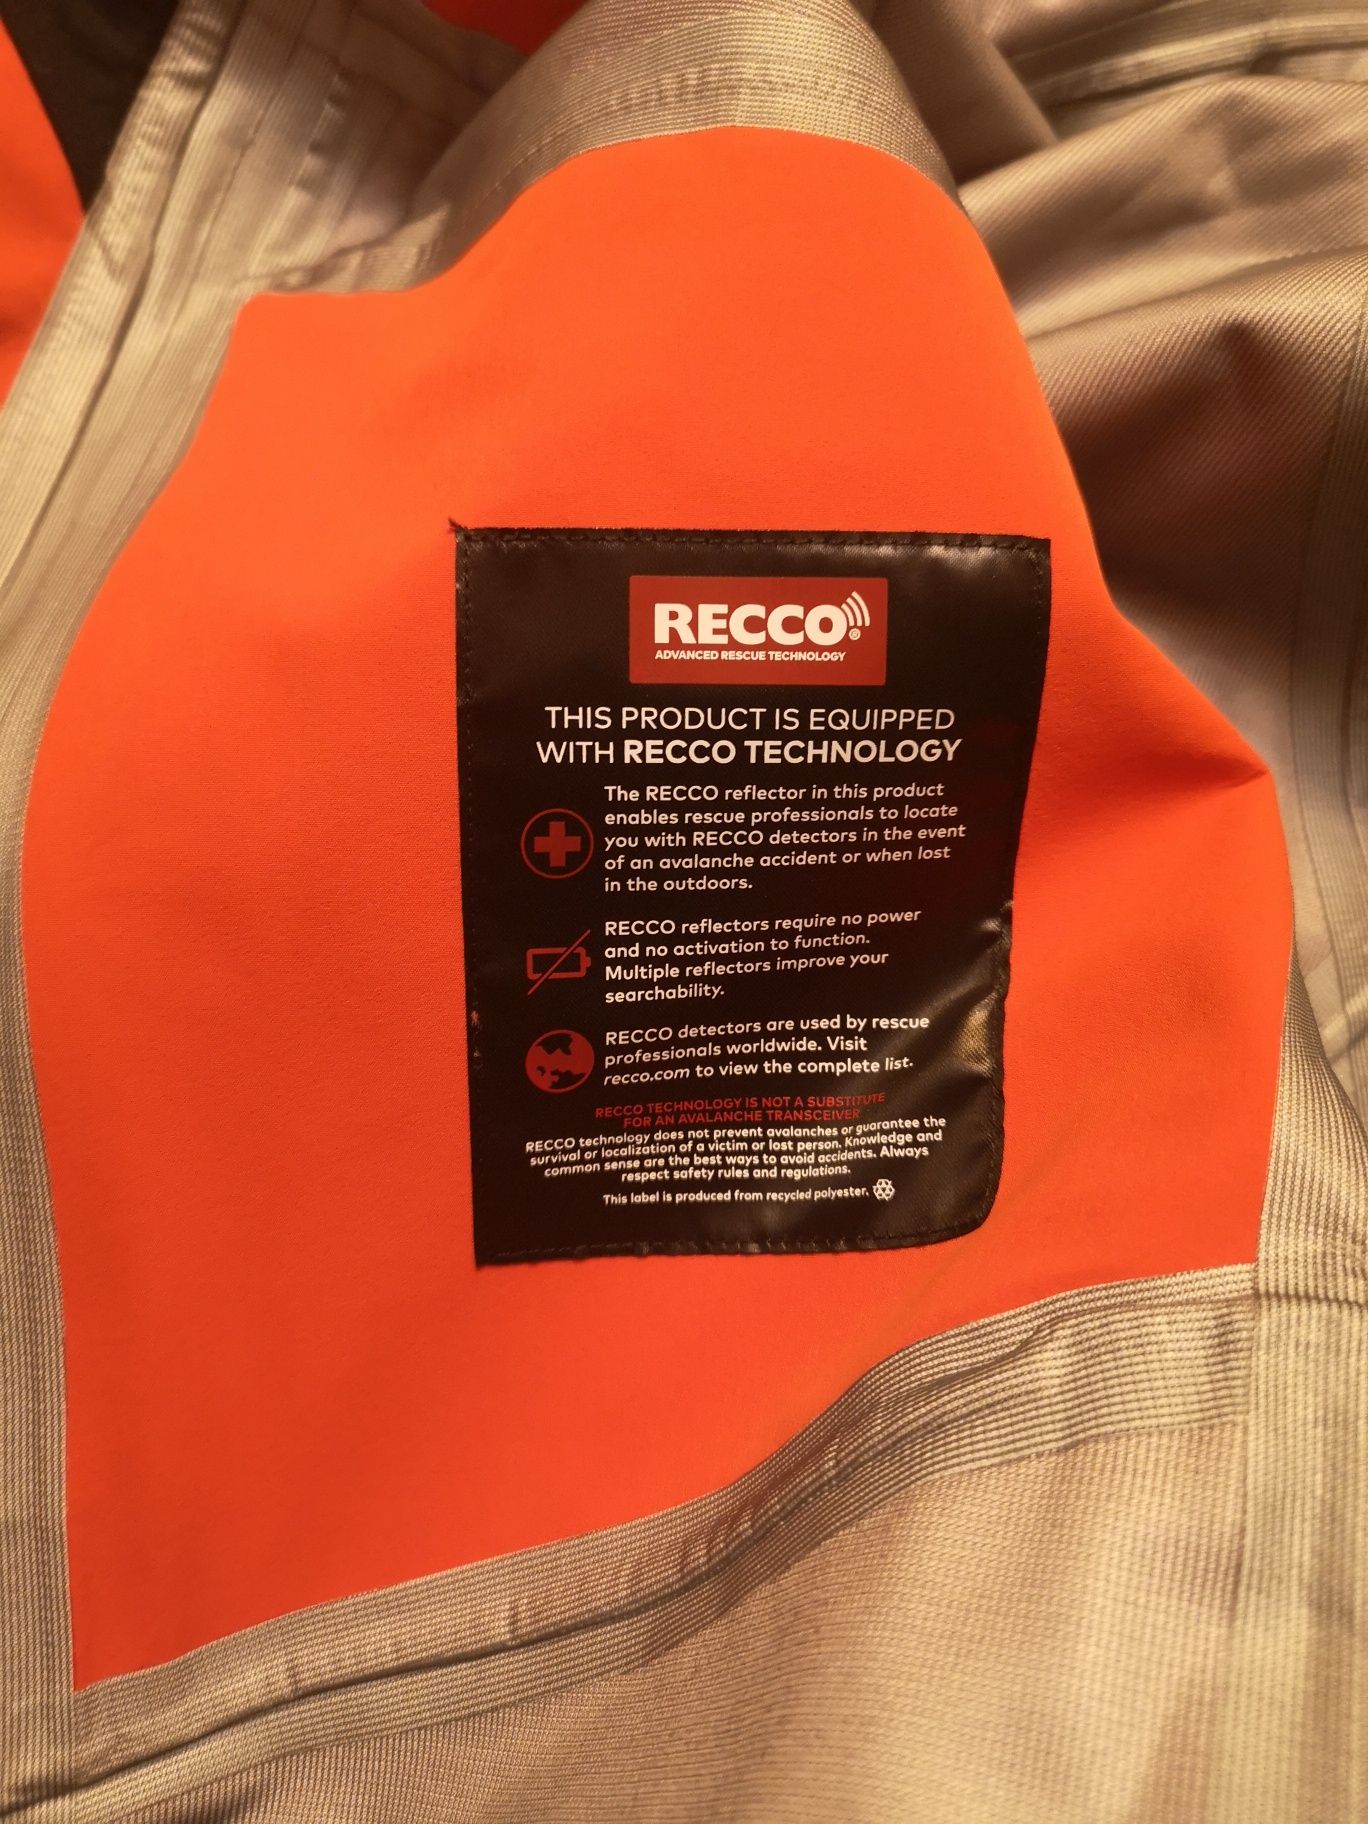 RECCO®
ADVANCED RESCUE TECHNOLOGY
THIS PRODUCT IS EQUIPPED
WITH RECCO TECHNOLOGY
The RECCO reflector in this product
enables rescue professionals to locate
you with RECCO detectors in the event
of an avalanche accident or when lost
in the outdoors.
RECCO reflectors require no power
and no activation to function.
Multiple reflectors improve your
searchability.
RECCO detectors are used by rescue
professionals worldwide. Visit
recco.com to view the complete list.
RECCO TECHNOLOGY IS NOT A SUBSTITUTE
FOR AN AVALANCHE TRANSCEIVER
RECCO technology does not prevent avalanches or guarantee the
survival or localization of a victim or lost person. Knowledge and
common sense are the best ways to avoid accidents. Always
respect safety rules and regulations.
This label is produced from recycled polyester.